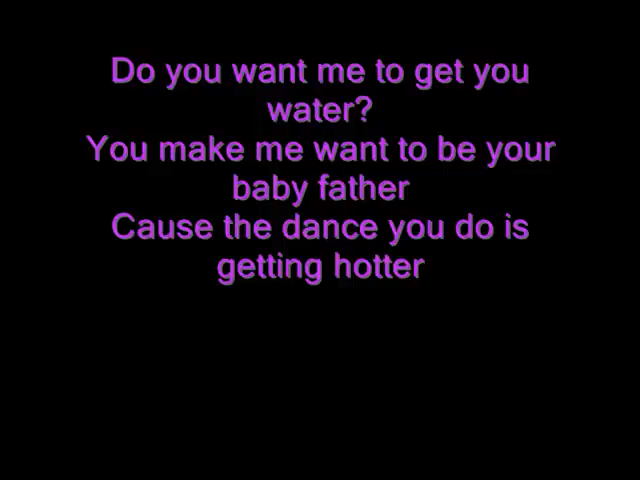 Do you want me to get you
water?
You make me want to be your
baby father
Cause the dance you do is
getting hotter